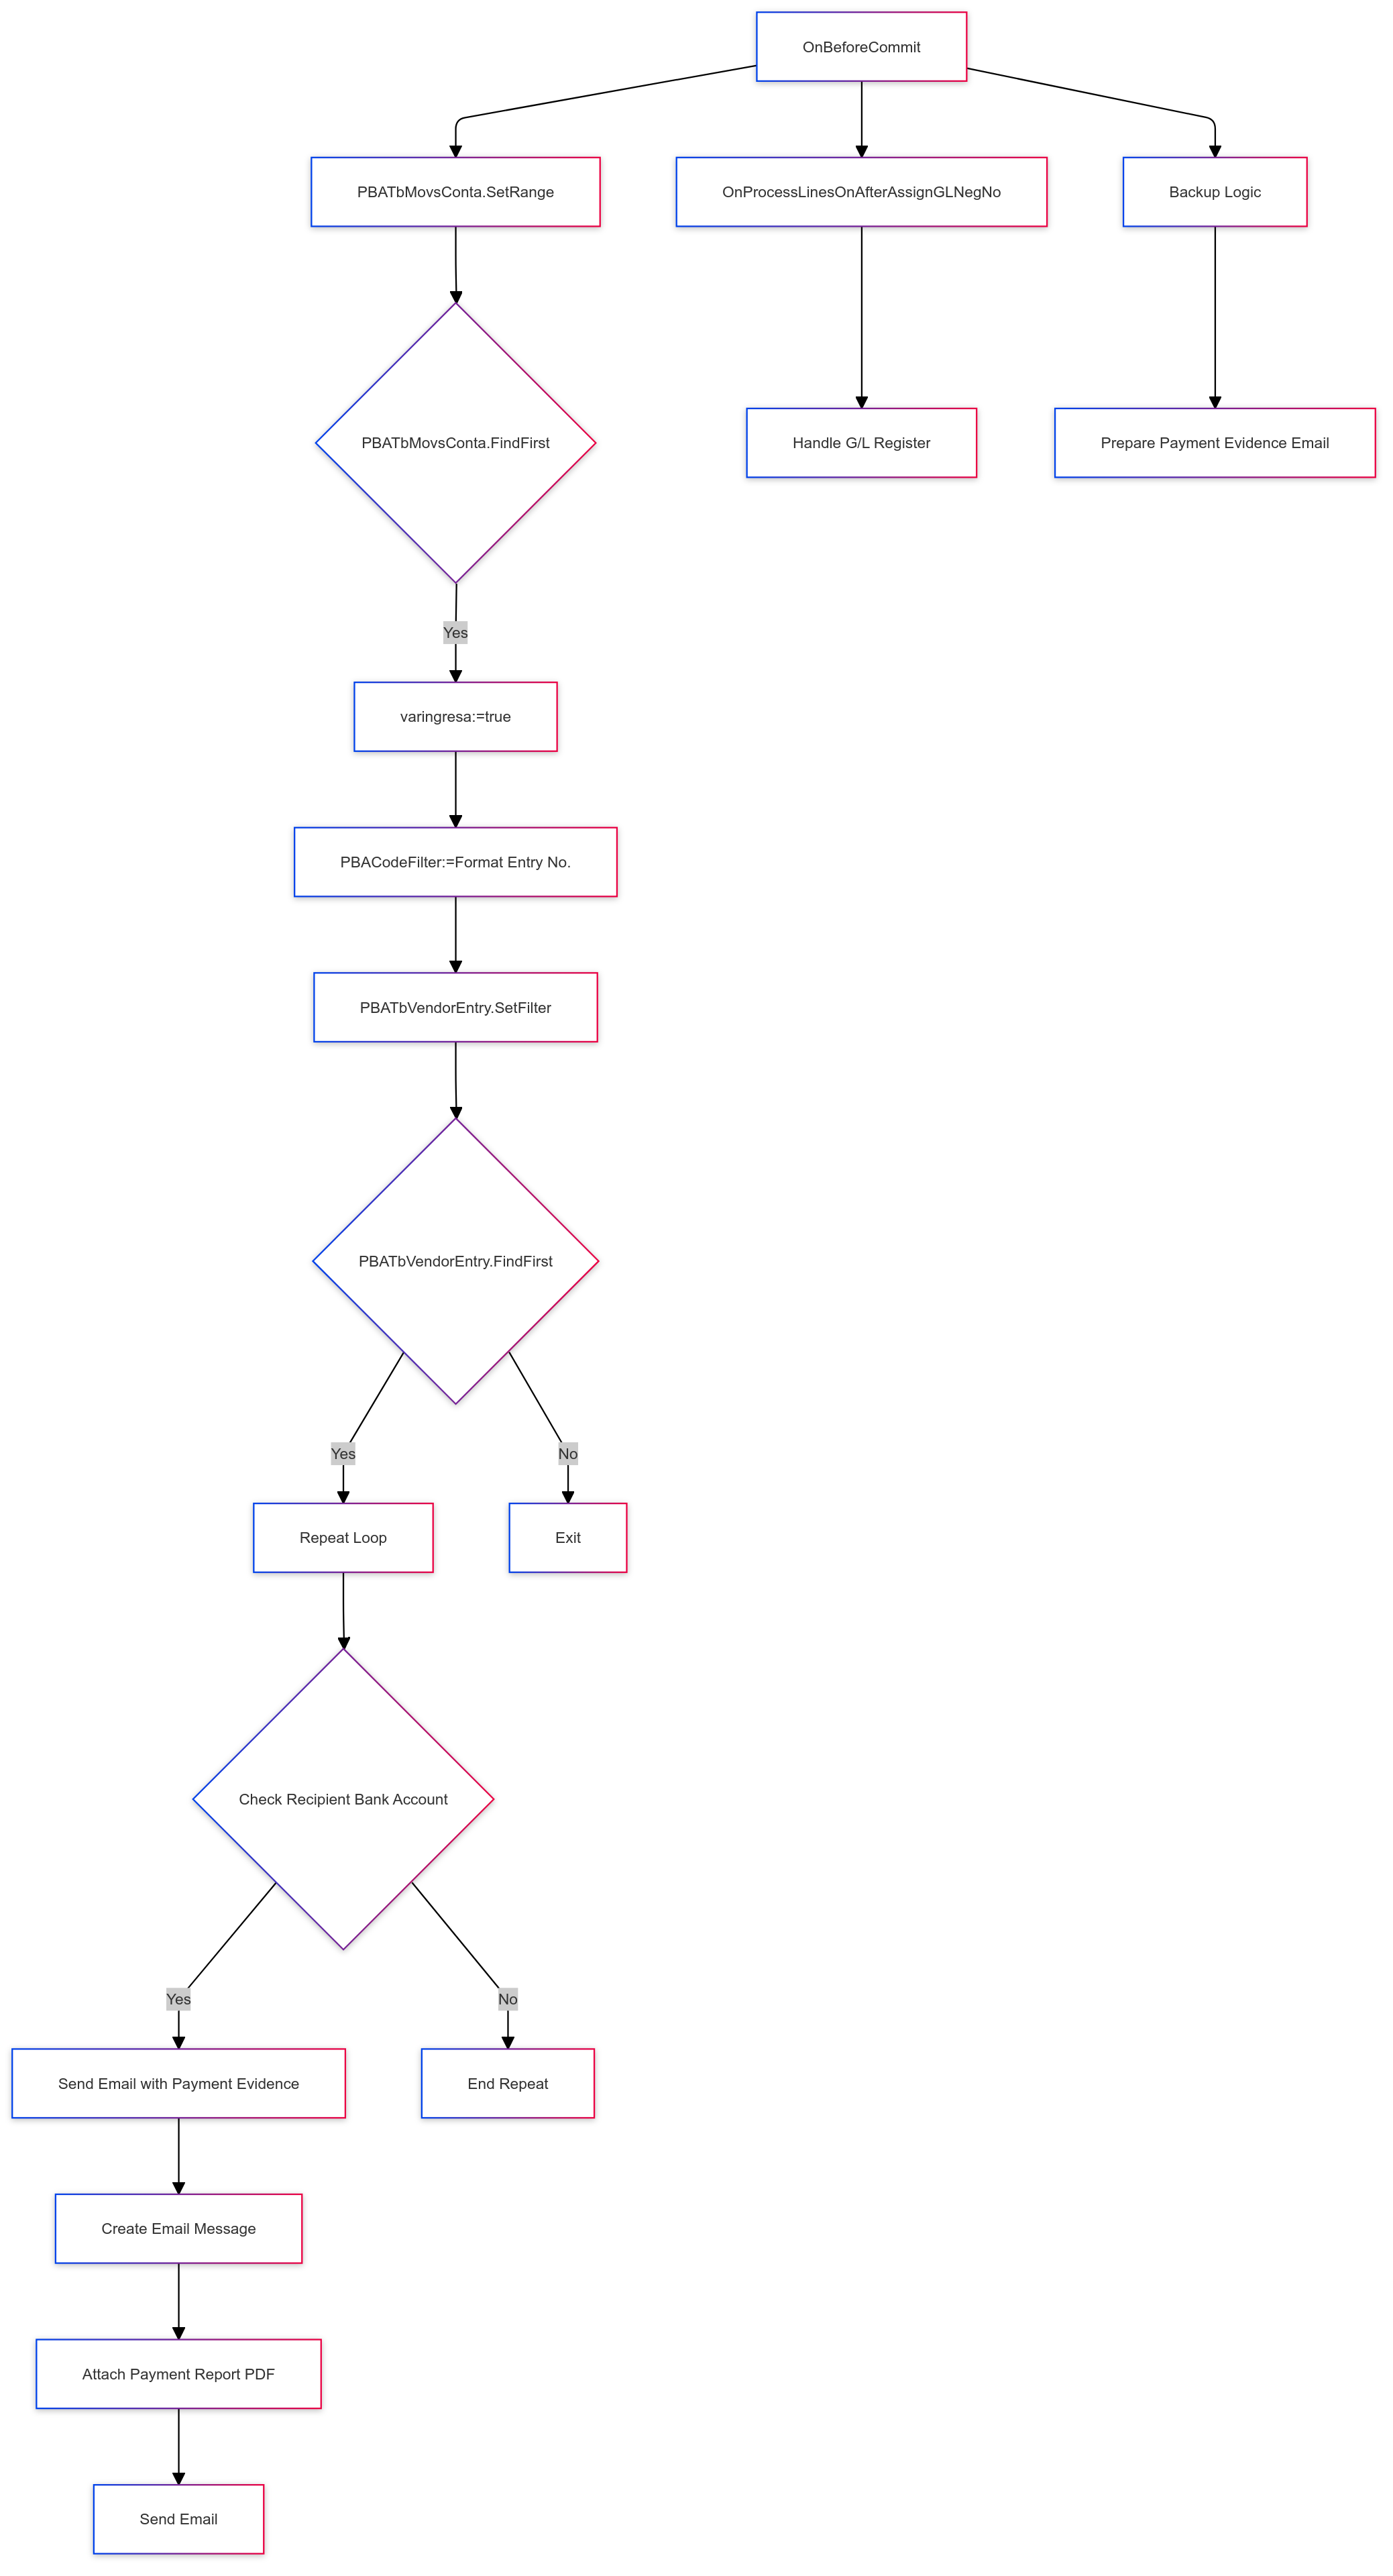 OnBeforeCommit
PBATbMovsConta.SetRange
OnProcessLinesOnAfterAssignGLNegNo
Backup Logic
PBATbMovsConta.FindFirst
Handle G/L Register
Prepare Payment Evidence Email
Yes
varingresa:=true
PBACodeFilter:=Format Entry No.
PBATbVendorEntry.SetFilter
PBATbVendorEntry.FindFirst
Yes
No
Repeat Loop
Exit
Check Recipient Bank Account
Yes
No
Send Email with Payment Evidence
End Repeat
Create Email Message
Attach Payment Report PDF
Send Email